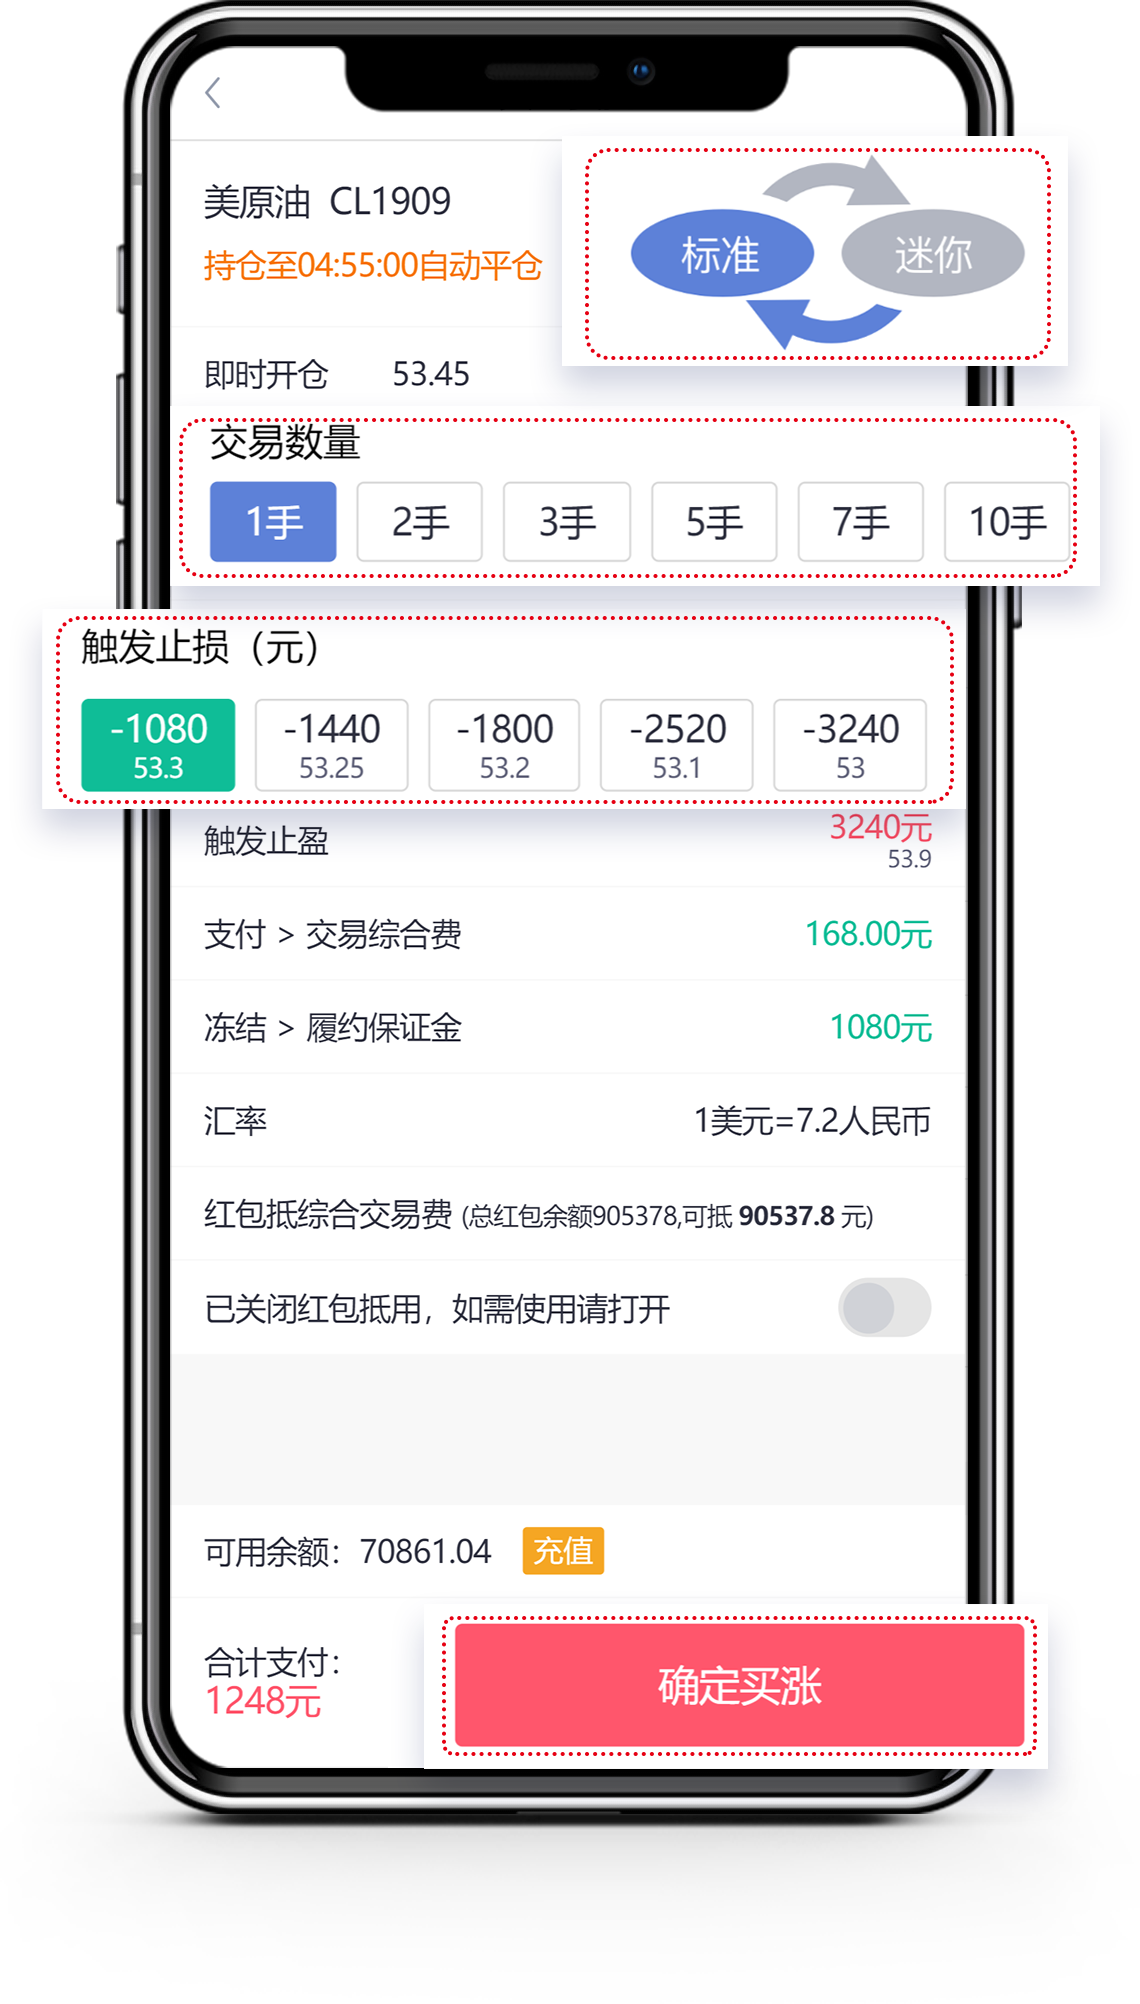 美原油 CL1909
持仓至04:55:00自动平仓
标准 迷你
即时开仓 53.45
交易数量
1手 2手 3手 5手 7手 10手
触发止损（元）
-1080 -1440 -1800 -2520 -3240
53.3 53.25 53.2 53.1 53
触发止盈 3240元
53.9
支付 > 交易综合费 168.00元
冻结 > 履约保证金 1080元
汇率 1美元=7.2人民币
红包抵综合交易费 (总红包余额905378,可抵 90537.8 元)
已关闭红包抵用，如需使用请打开
可用余额：70861.04 充值
合计支付：
1248元
确定买涨